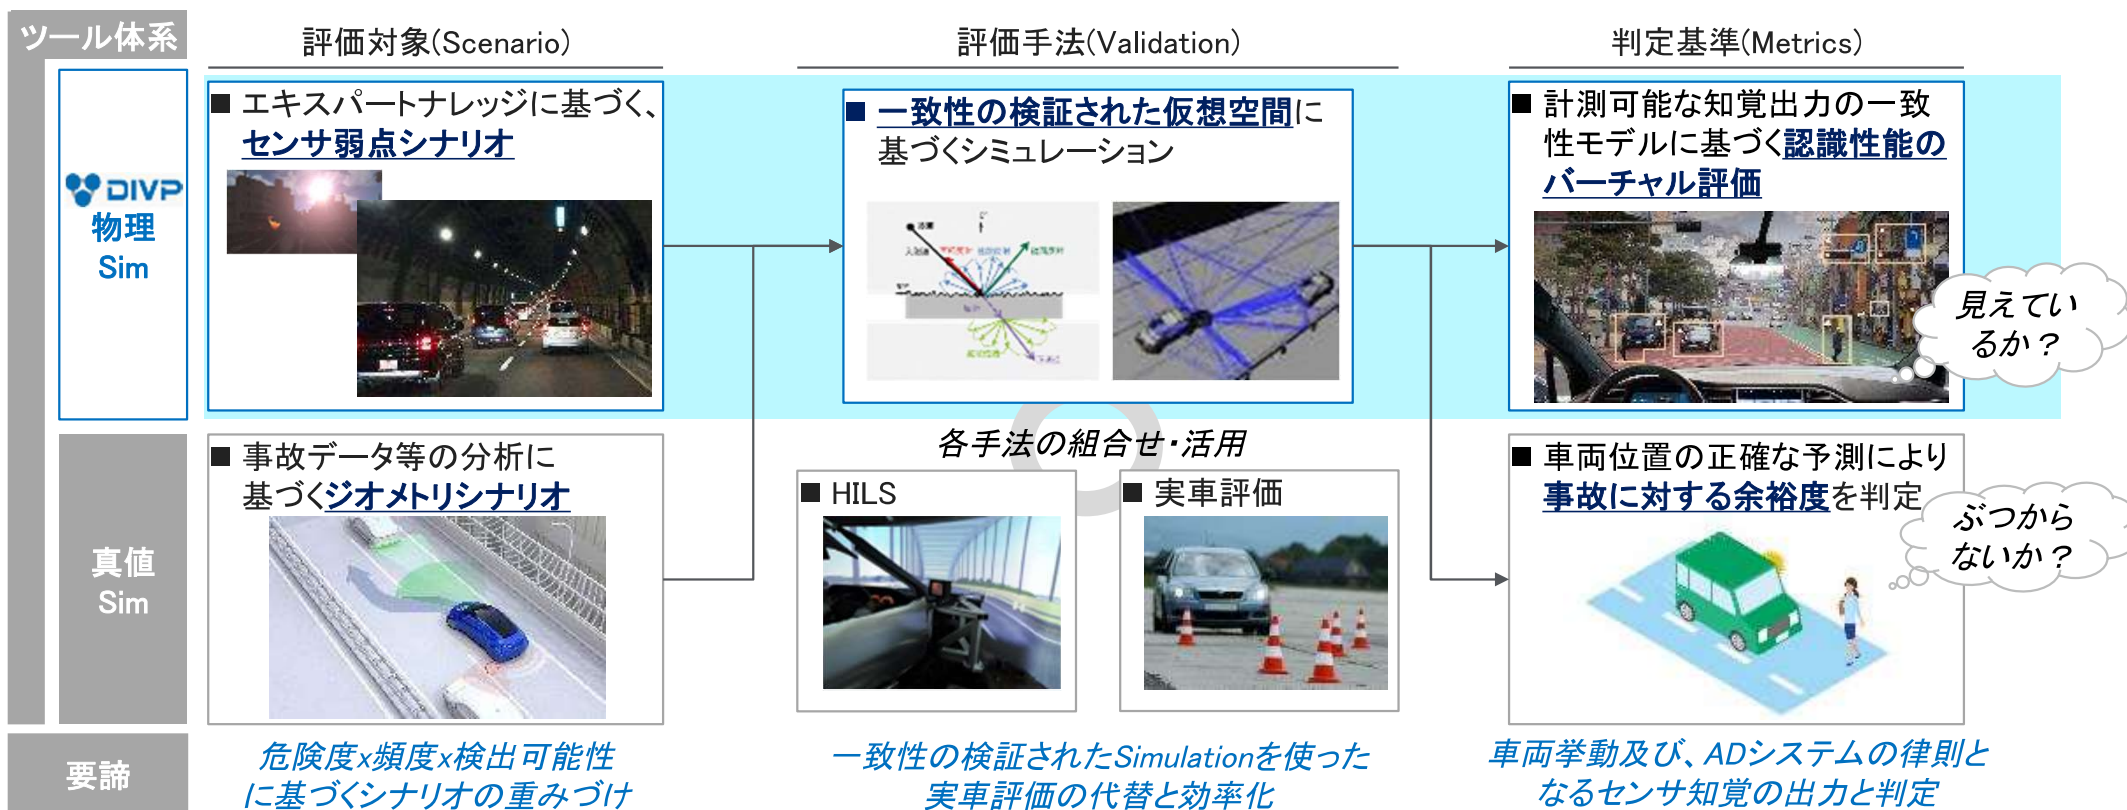 ツール体系
評価対象(Scenario)
評価手法(Validation)
判定基準(Metrics)
DIVP
物理
Sim
■ エキスパートナレッジに基づく、
センサ弱点シナリオ
■ 一致性の検証された仮想空間に
基づくシミュレーション
■ 計測可能な知覚出力の一致
性モデルに基づく認識性能の
バーチャル評価
見えてい
るか？
真値
Sim
■ 事故データ等の分析に
基づくジオメトリシナリオ
各手法の組合せ・活用
■ HILS
■ 実車評価
■ 車両位置の正確な予測により
事故に対する余裕度を判定
ぶつから
ないか？
要諦
危険度x頻度x検出可能性
に基づくシナリオの重みづけ
一致性の検証されたSimulationを使った
実車評価の代替と効率化
車両挙動及び、ADシステムの律則と
なるセンサ知覚の出力と判定